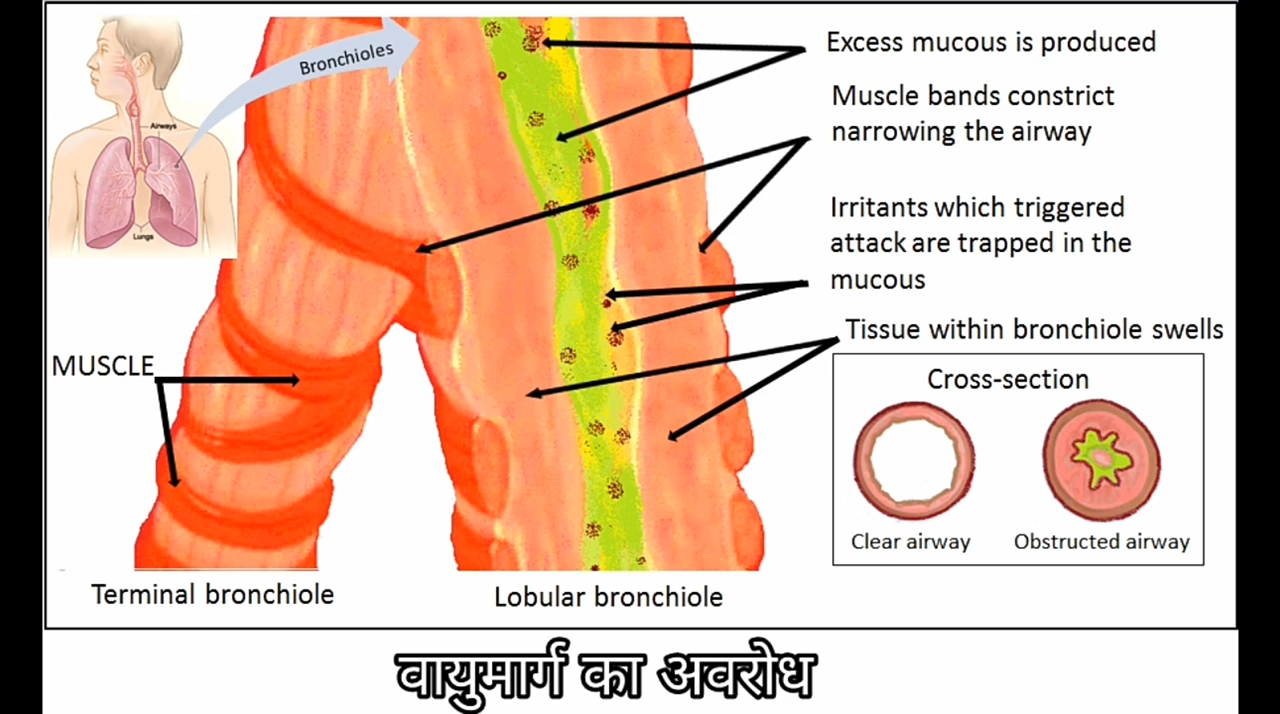 Bronchioles
Airways
Lungs
Excess mucous is produced
Muscle bands constrict
narrowing the airway
Irritants which triggered
attack are trapped in the
mucous
Tissue within bronchiole swells
MUSCLE
Cross-section
Clear airway
Obstructed airway
Terminal bronchiole
Lobular bronchiole
वायुमार्ग का अवरोध